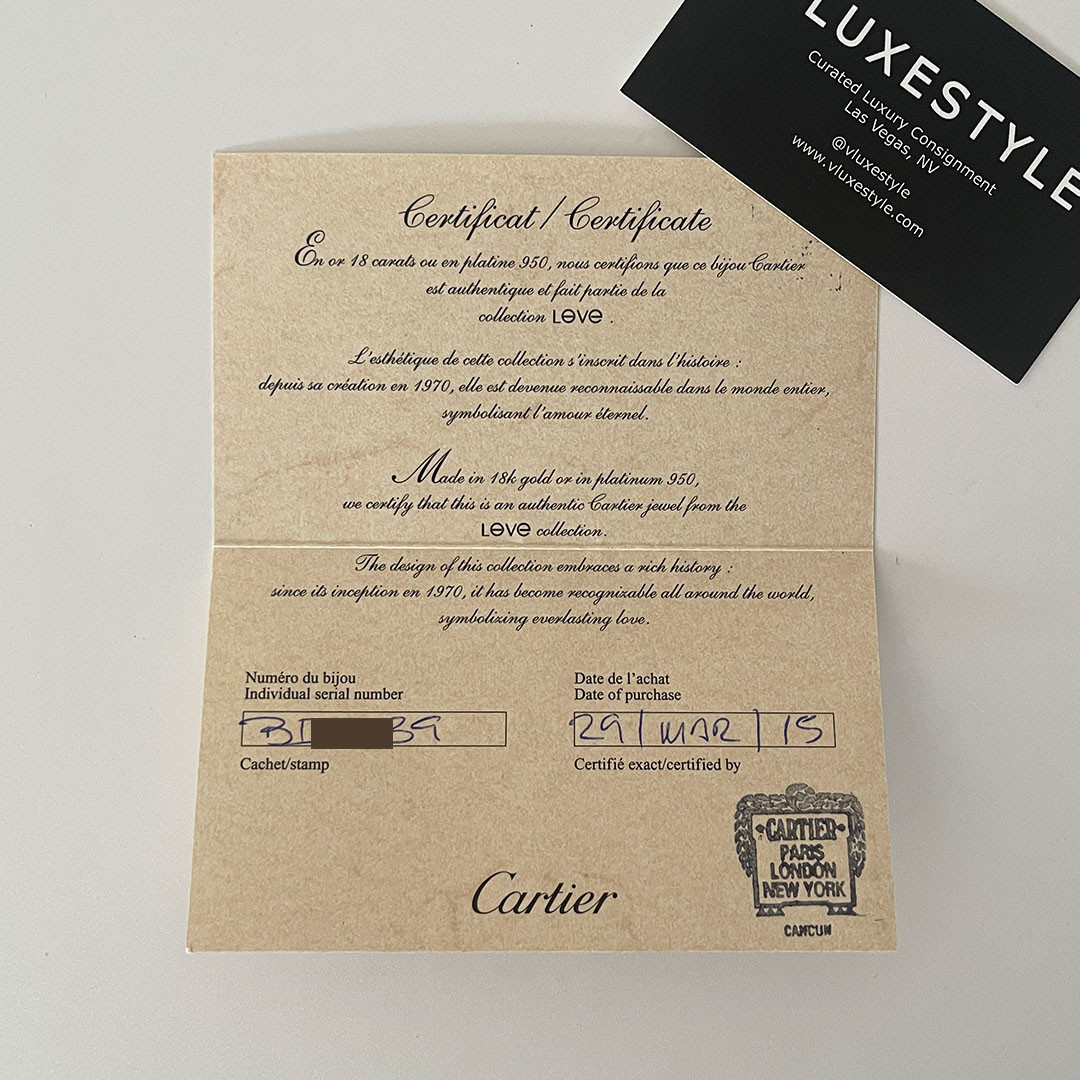 LUXESTYLE
Curated Luxury Consignment
Las Vegas, NV
@vluxestyle
www.vluxestyle.com
Certificat / Certificate
En or 18 carats ou en platine 950, nous certifions que ce bijou Cartier
est authentique et fait partie de la
collection LOVE .
L'esthétique de cette collection s'inscrit dans l'histoire :
depuis sa création en 1970, elle est devenue reconnaissable dans le monde entier,
symbolisant l'amour éternel.
Made in 18k gold or in platinum 950,
we certify that this is an authentic Cartier jewel from the
LOVE collection.
The design of this collection embraces a rich history :
since its inception en 1970, it has become recognizable all around the world,
symbolizing everlasting love.
Numéro du bijou
Individual serial number
Date de l'achat
Date of purchase
29 | MAR | 15
Cachet/stamp
Certifié exact/certified by
CARTIER
PARIS
LONDON
NEW YORK
CANCUN
Cartier